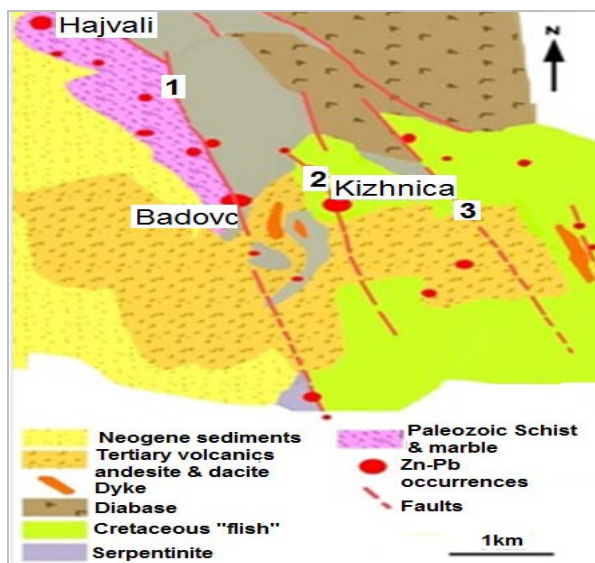 Hajvali
N
1
2
Kizhnica
Badovc
3
Neogene sediments
Tertiary volcanics
andesite & dacite
Dyke
Diabase
Cretaceous "flish"
Serpentinite
Paleozoic Schist
& marble
Zn-Pb
occurrences
Faults
1km